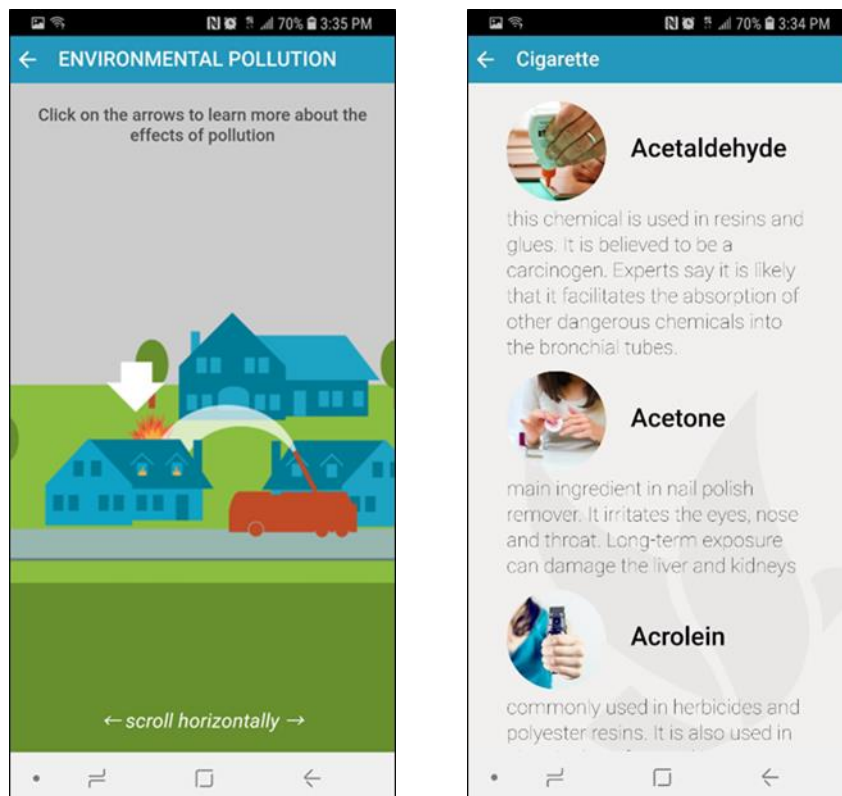 70% 3:35 PM
ENVIRONMENTAL POLLUTION
Click on the arrows to learn more about the
effects of pollution
← scroll horizontally →
70% 3:34 PM
Cigarette
Acetaldehyde
this chemical is used in resins and
glues. It is believed to be a
carcinogen. Experts say it is likely
that it facilitates the absorption of
other dangerous chemicals into
the bronchial tubes.
Acetone
main ingredient in nail polish
remover. It irritates the eyes, nose
and throat. Long-term exposure
can damage the liver and kidneys
Acrolein
commonly used in herbicides and
polyester resins. It is also used in